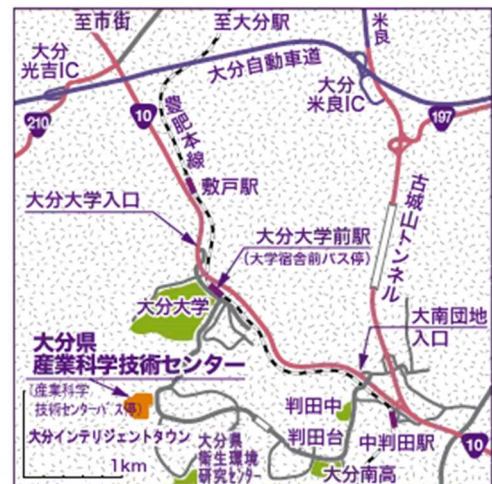 至市街
至大分駅
米良
大分
光吉IC
大分自動車道
大分
米良IC
210
10
197
豊肥本線
敷戸駅
古城山トンネル
大分大学入口
大分大学前駅
(大学宿舎前バス停)
大分大学
大南団地
入口
大分県
産業科学技術センター
(産業科学
技術センターバス停)
判田中
大分インテリジェントタウン
判田台
中判田駅
10
大分県
衛生環境
研究センター
大分南高
1km